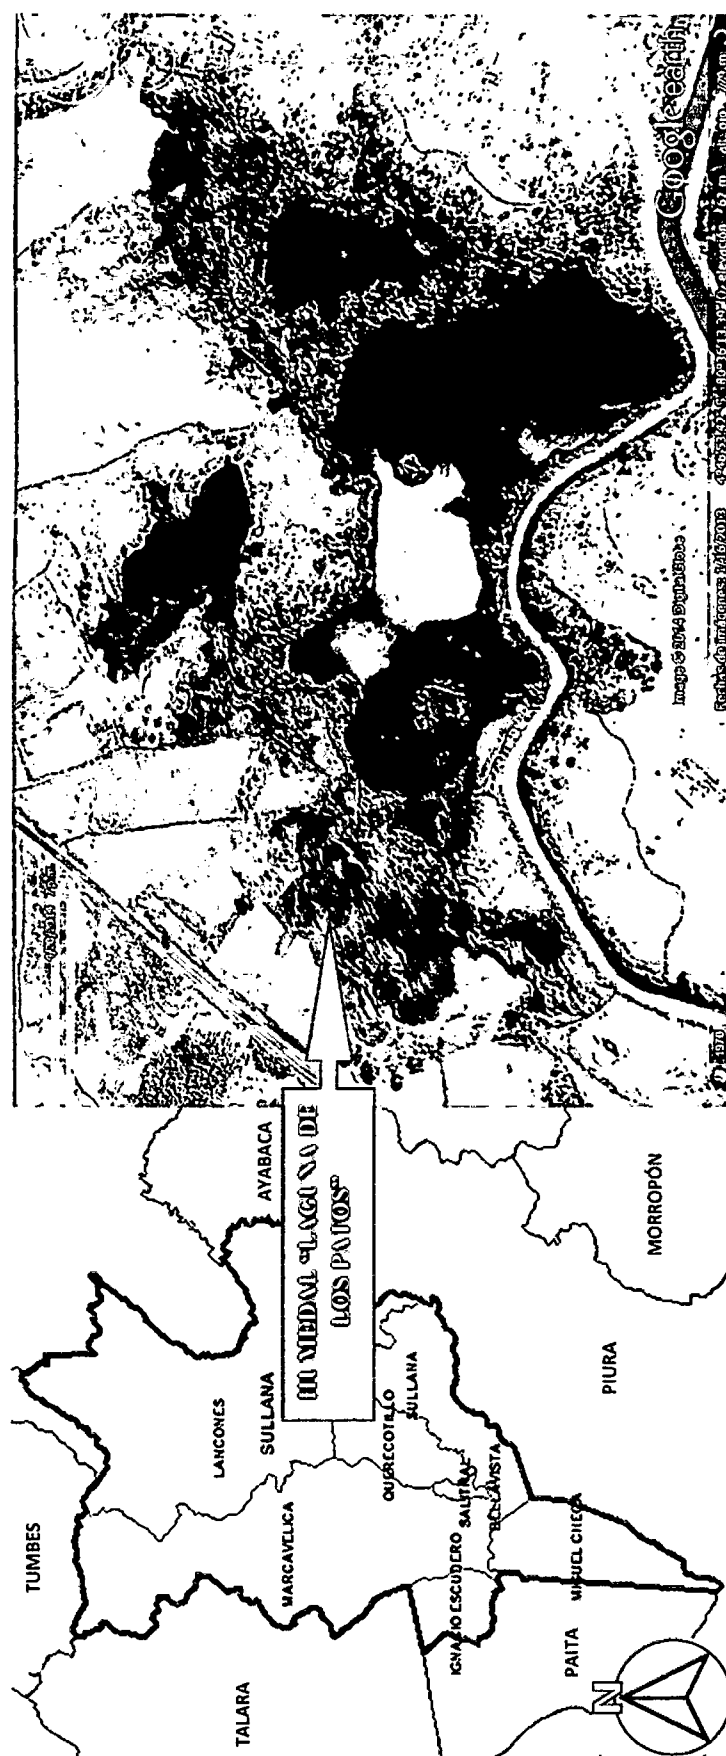 TUMBES
TALARA
LANCONES
SULLANA
AYABACA
MARCAVELICA
QUERECOTILLO
SULLANA
IGNACIO ESCUDERO
SALITRAL
BELLAVISTA
MIGUEL CHECA
PAITA
PIURA
MORROPÓN
N
"LAGUNA DE
LOS PATOS"
Google earth
Image © 2014 DigitalGlobe